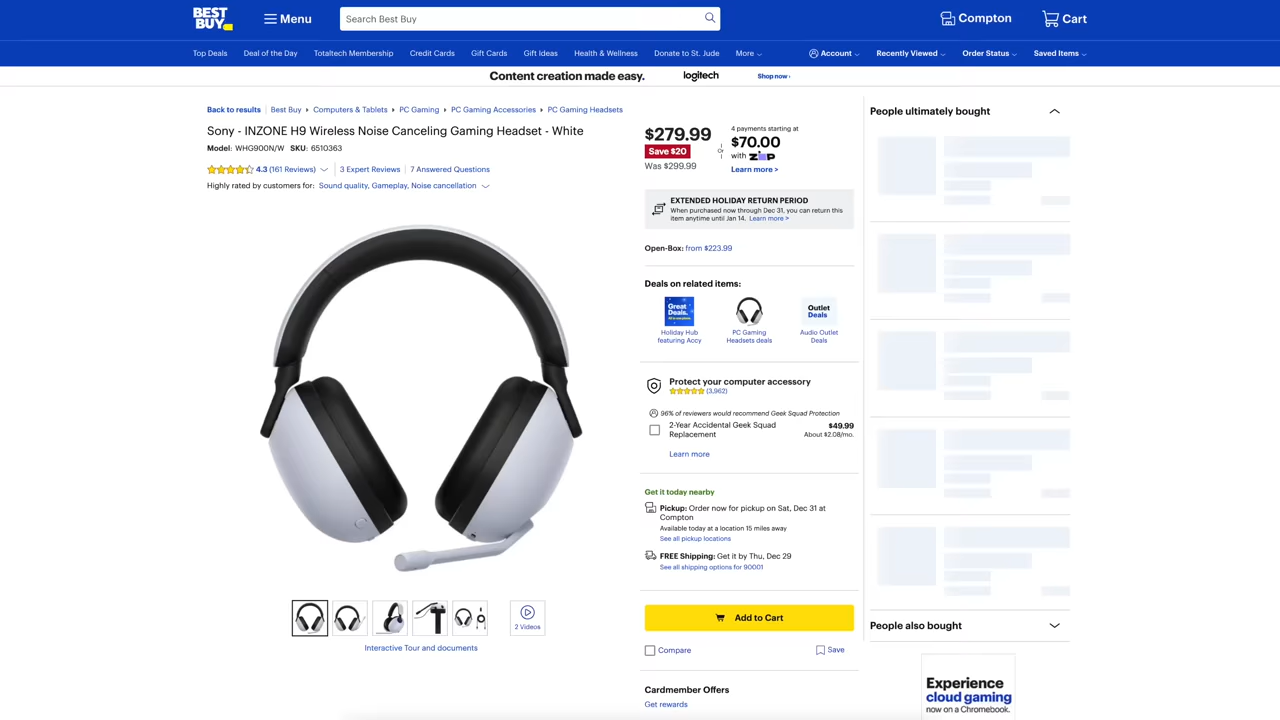 BEST BUY
Menu
Search Best Buy
Compton
Cart
Top Deals
Deal of the Day
Totaltech Membership
Credit Cards
Gift Cards
Gift Ideas
Health & Wellness
Donate to St. Jude
More
Account
Recently Viewed
Order Status
Saved Items
Content creation made easy.
logitech
Shop now ›
Back to results
Best Buy
Computers & Tablets
PC Gaming
PC Gaming Accessories
PC Gaming Headsets
Sony - INZONE H9 Wireless Noise Canceling Gaming Headset - White
Model: WHG900N/W SKU: 6510363
4.3 (161 Reviews)
3 Expert Reviews
7 Answered Questions
Highly rated by customers for: Sound quality, Gameplay, Noise cancellation
$279.99
Save $20
Was $299.99
Or
4 payments starting at
$70.00
with ZIP
Learn more >
EXTENDED HOLIDAY RETURN PERIOD
When purchased now through Dec 31, you can return this
item anytime until Jan 14. Learn more >
Open-Box: from $223.99
Deals on related items:
Great
Deals.
Outlet
Deals
Holiday Hub
featuring Accy
PC Gaming
Headsets deals
Audio Outlet
Deals
Protect your computer accessory
(3,962)
96% of reviewers would recommend Geek Squad Protection
2-Year Accidental Geek Squad
Replacement
$49.99
About $2.08/mo.
Learn more
Get it today nearby
Pickup: Order now for pickup on Sat, Dec 31 at
Compton
Available today at a location 15 miles away
See all pickup locations
FREE Shipping: Get it by Thu, Dec 29
See all shipping options for 90001
Add to Cart
Compare
Save
Cardmember Offers
Get rewards
2 Videos
Interactive Tour and documents
People ultimately bought
People also bought
Experience
cloud gaming
now on a Chromebook.